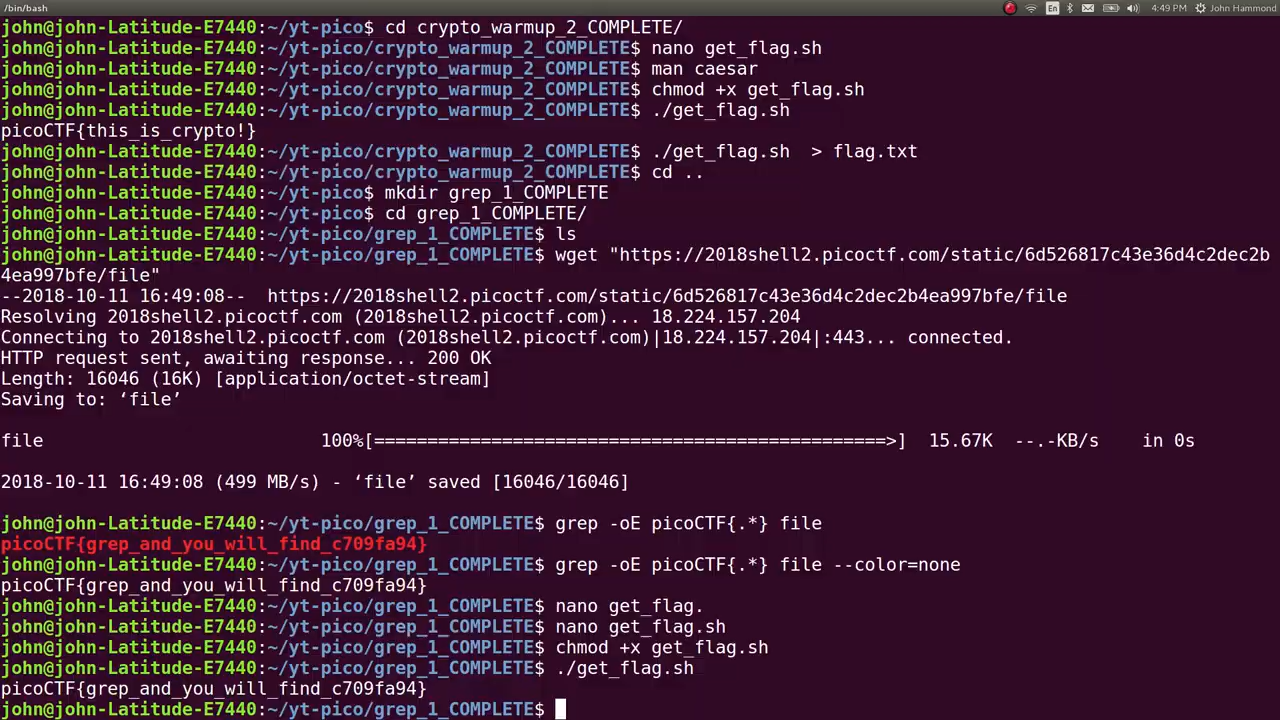 /bin/bash
En
4:49 PM
John Hammond
john@john-Latitude-E7440:~/yt-pico$ cd crypto_warmup_2_COMPLETE/
john@john-Latitude-E7440:~/yt-pico/crypto_warmup_2_COMPLETE$ nano get_flag.sh
john@john-Latitude-E7440:~/yt-pico/crypto_warmup_2_COMPLETE$ man caesar
john@john-Latitude-E7440:~/yt-pico/crypto_warmup_2_COMPLETE$ chmod +x get_flag.sh
john@john-Latitude-E7440:~/yt-pico/crypto_warmup_2_COMPLETE$ ./get_flag.sh
picoCTF{this_is_crypto!}
john@john-Latitude-E7440:~/yt-pico/crypto_warmup_2_COMPLETE$ ./get_flag.sh  > flag.txt
john@john-Latitude-E7440:~/yt-pico/crypto_warmup_2_COMPLETE$ cd ..
john@john-Latitude-E7440:~/yt-pico$ mkdir grep_1_COMPLETE
john@john-Latitude-E7440:~/yt-pico$ cd grep_1_COMPLETE/
john@john-Latitude-E7440:~/yt-pico/grep_1_COMPLETE$ ls
john@john-Latitude-E7440:~/yt-pico/grep_1_COMPLETE$ wget "https://2018shell2.picoctf.com/static/6d526817c43e36d4c2dec2b
4ea997bfe/file"
--2018-10-11 16:49:08--  https://2018shell2.picoctf.com/static/6d526817c43e36d4c2dec2b4ea997bfe/file
Resolving 2018shell2.picoctf.com (2018shell2.picoctf.com)... 18.224.157.204
Connecting to 2018shell2.picoctf.com (2018shell2.picoctf.com)|18.224.157.204|:443... connected.
HTTP request sent, awaiting response... 200 OK
Length: 16046 (16K) [application/octet-stream]
Saving to: ‘file’
file                          100%[================================================>]  15.67K  --.-KB/s    in 0s
2018-10-11 16:49:08 (499 MB/s) - ‘file’ saved [16046/16046]
john@john-Latitude-E7440:~/yt-pico/grep_1_COMPLETE$ grep -oE picoCTF{.*} file
picoCTF{grep_and_you_will_find_c709fa94}
john@john-Latitude-E7440:~/yt-pico/grep_1_COMPLETE$ grep -oE picoCTF{.*} file --color=none
picoCTF{grep_and_you_will_find_c709fa94}
john@john-Latitude-E7440:~/yt-pico/grep_1_COMPLETE$ nano get_flag.
john@john-Latitude-E7440:~/yt-pico/grep_1_COMPLETE$ nano get_flag.sh
john@john-Latitude-E7440:~/yt-pico/grep_1_COMPLETE$ chmod +x get_flag.sh
john@john-Latitude-E7440:~/yt-pico/grep_1_COMPLETE$ ./get_flag.sh
picoCTF{grep_and_you_will_find_c709fa94}
john@john-Latitude-E7440:~/yt-pico/grep_1_COMPLETE$